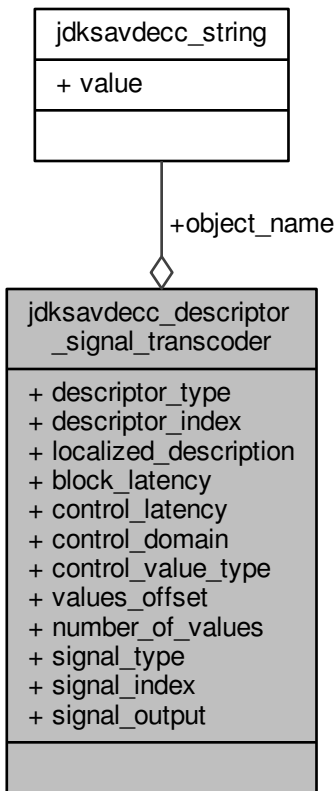 jdksavdecc_string
+ value
+object_name
jdksavdecc_descriptor
_signal_transcoder
+ descriptor_type
+ descriptor_index
+ localized_description
+ block_latency
+ control_latency
+ control_domain
+ control_value_type
+ values_offset
+ number_of_values
+ signal_type
+ signal_index
+ signal_output